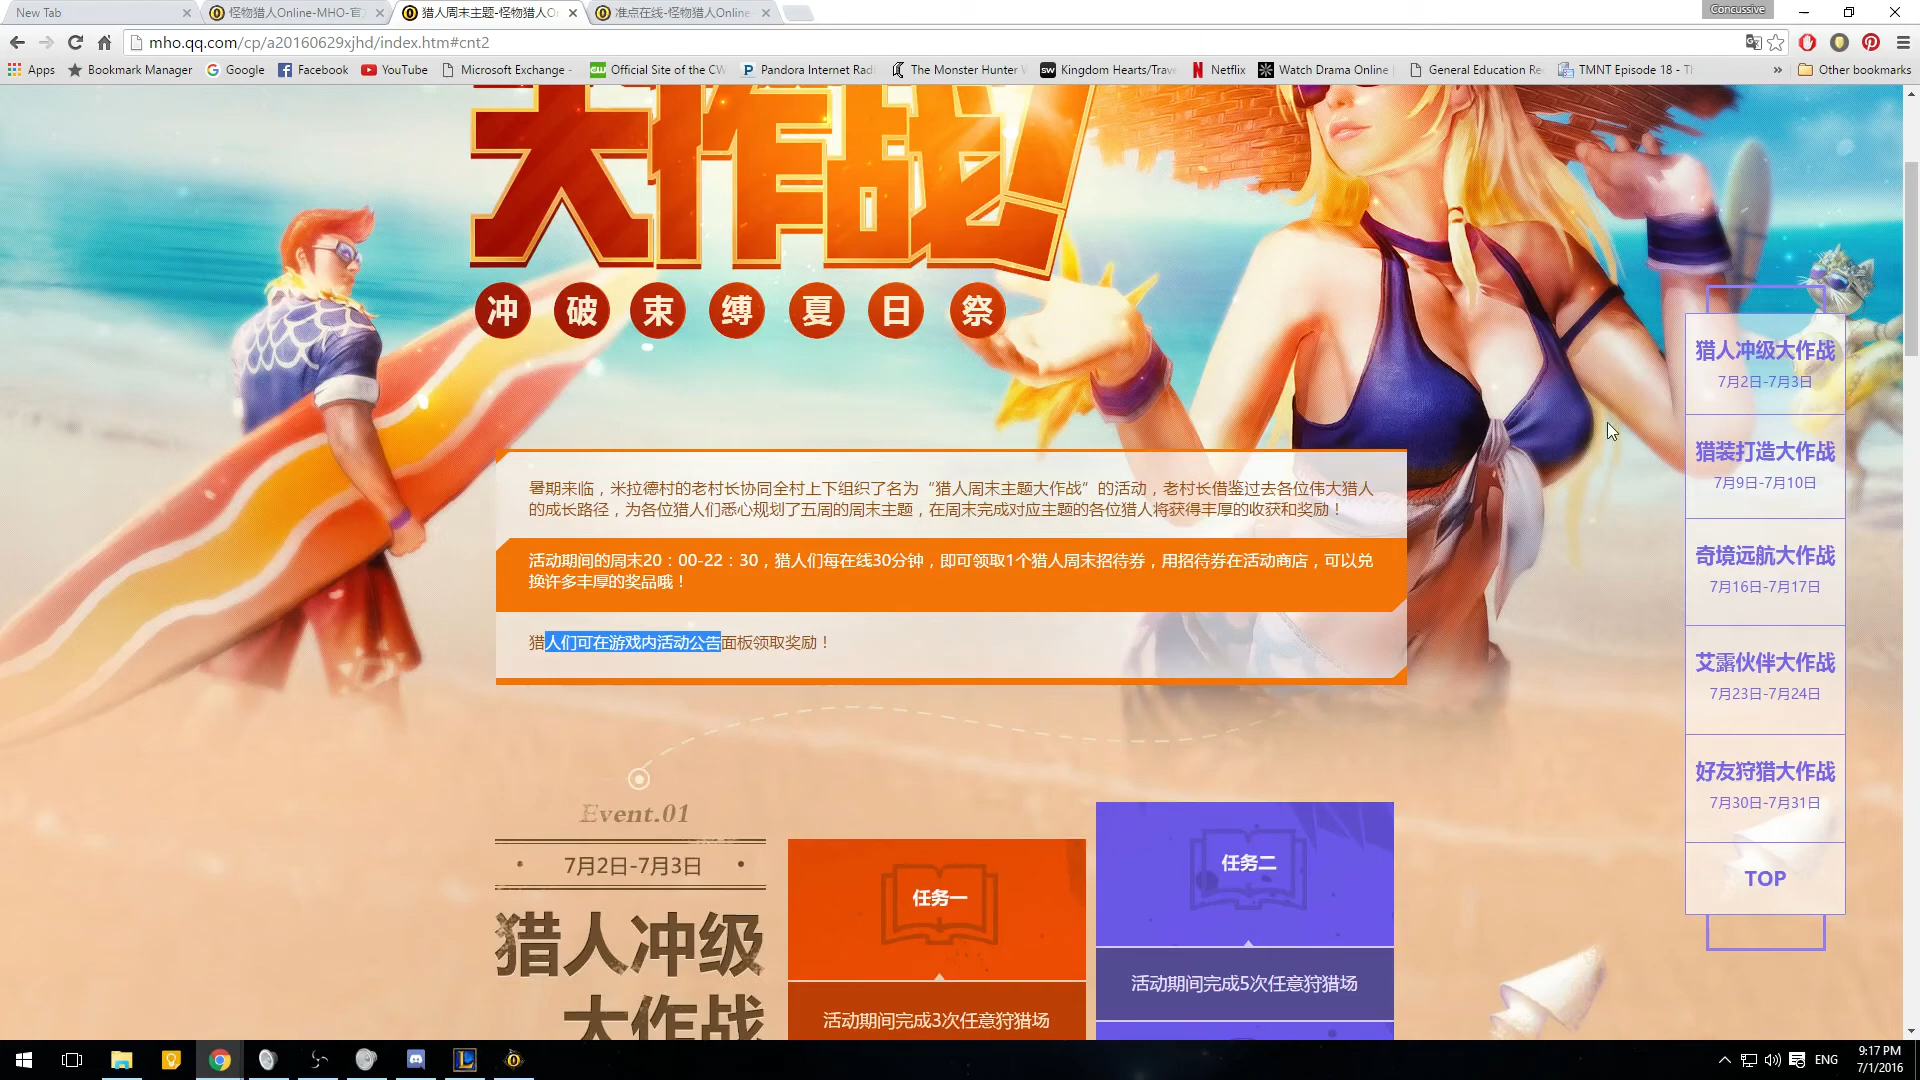 New Tab
怪物猎人Online-MHO-官
猎人周末主题-怪物猎人O
准点在线-怪物猎人Online
Concussive
mho.qq.com/cp/a20160629xjhd/index.htm#cnt2
Apps
Bookmark Manager
Google
Facebook
YouTube
Microsoft Exchange -
Official Site of the CW
Pandora Internet Radi
The Monster Hunter
Kingdom Hearts/Trave
Netflix
Watch Drama Online
General Education Re
TMNT Episode 18 - T
Other bookmarks
大作战!
冲破束缚夏日祭
暑期来临，米拉德村的老村长协同全村上下组织了名为“猎人周末主题大作战”的活动，老村长借鉴过去各位伟大猎人
的成长路径，为各位猎人们悉心规划了五周的周末主题，在周末完成对应主题的各位猎人将获得丰厚的收获和奖励！
活动期间的周末20：00-22：30，猎人们每在线30分钟，即可领取1个猎人周末招待券，用招待券在活动商店，可以兑
换许多丰厚的奖品哦！
猎人们可在游戏内活动公告面板领取奖励！
Event.01
7月2日-7月3日
猎人冲级
大作战
任务一
活动期间完成3次任意狩猎场
任务二
活动期间完成5次任意狩猎场
猎人冲级大作战
7月2日-7月3日
猎装打造大作战
7月9日-7月10日
奇境远航大作战
7月16日-7月17日
艾露伙伴大作战
7月23日-7月24日
好友狩猎大作战
7月30日-7月31日
TOP
ENG
9:17 PM
7/1/2016